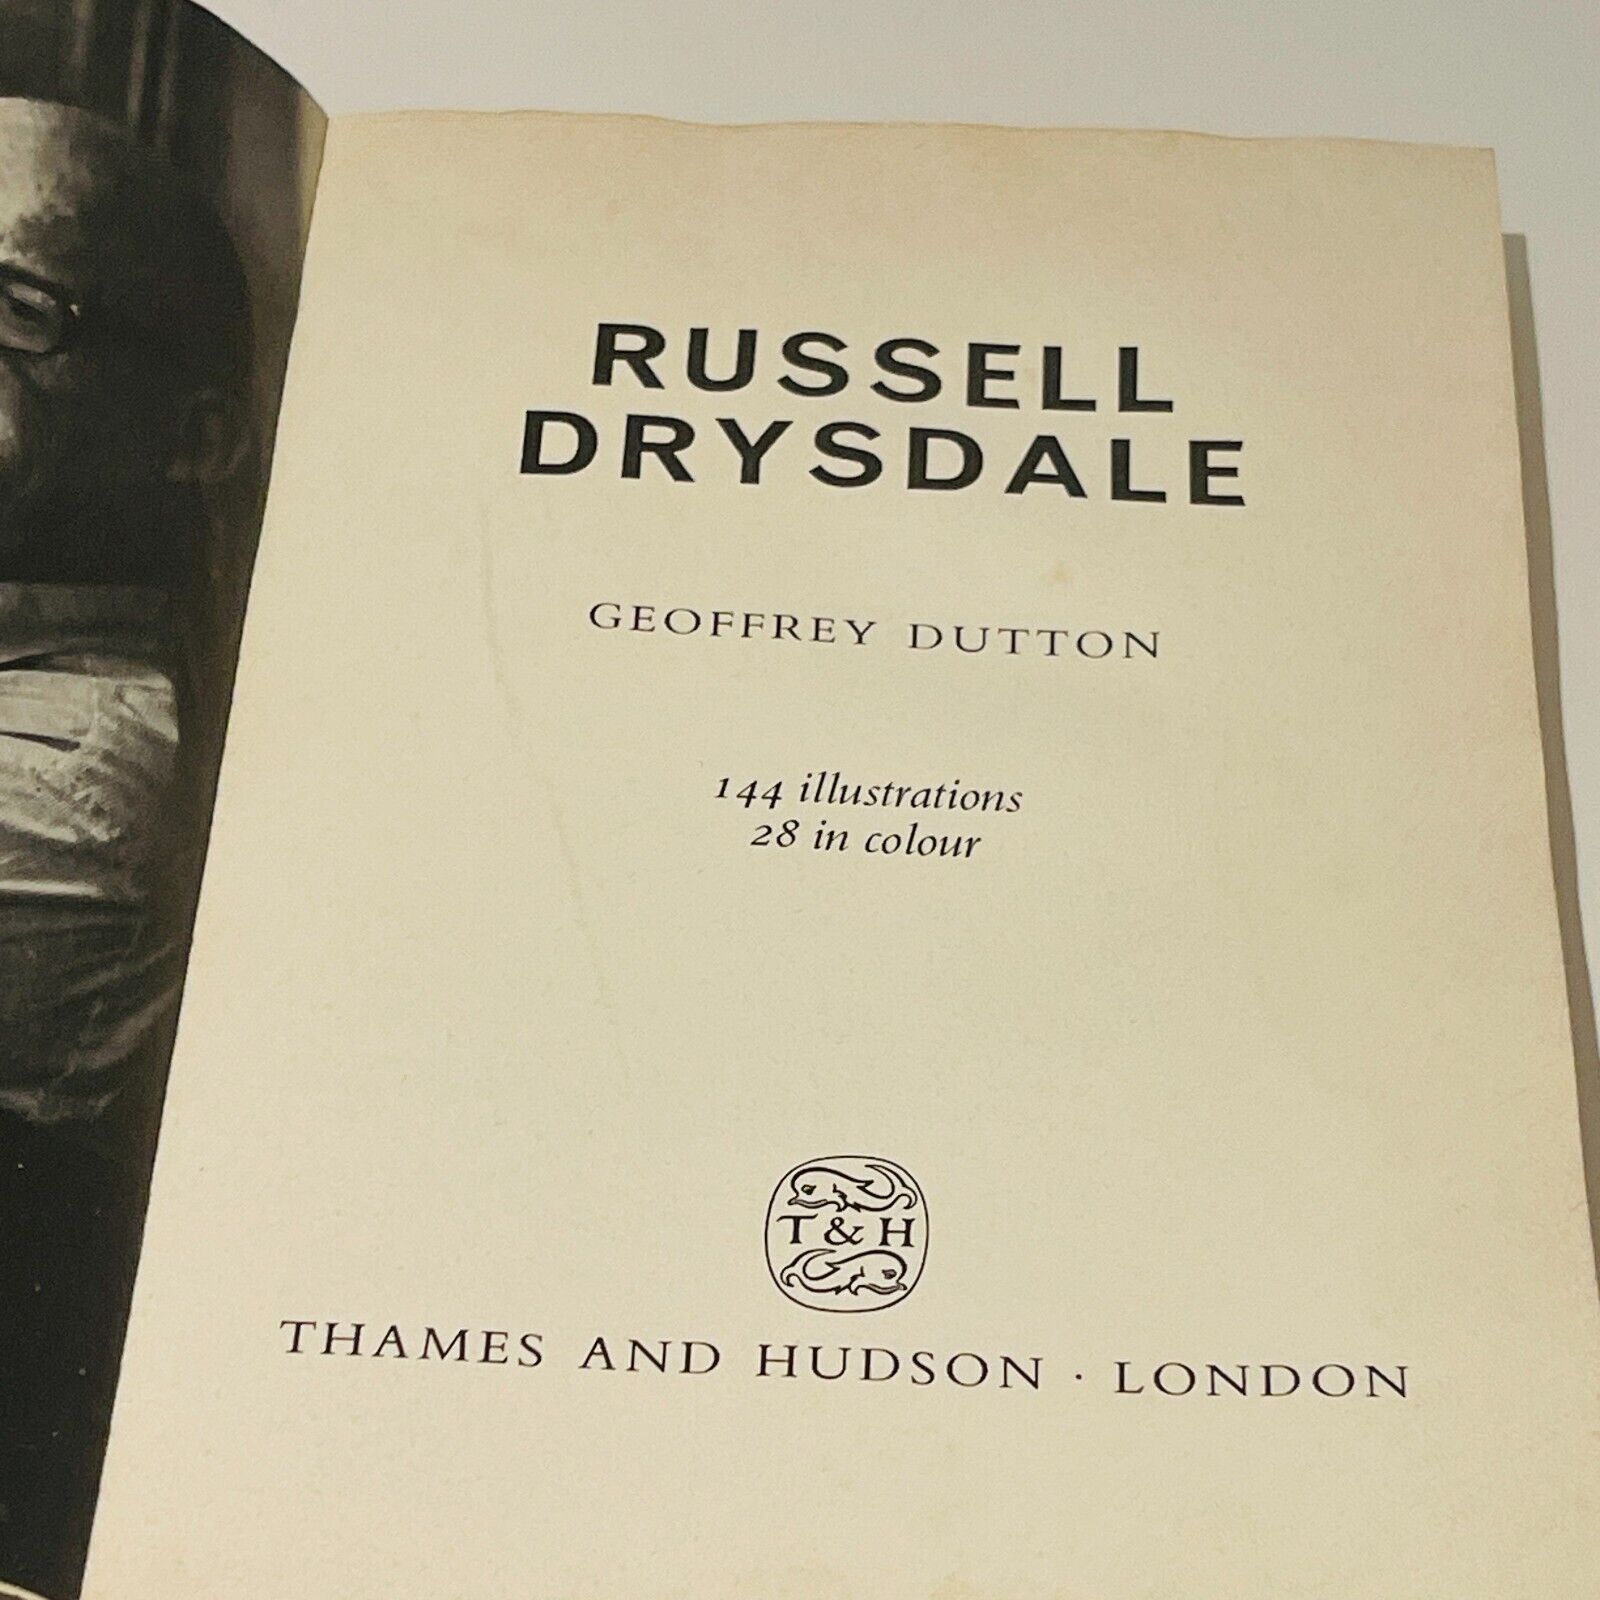 RUSSELL
DRYSDALE
GEOFFREY DUTTON
144 illustrations
28 in colour
T & H
THAMES AND HUDSON · LONDON